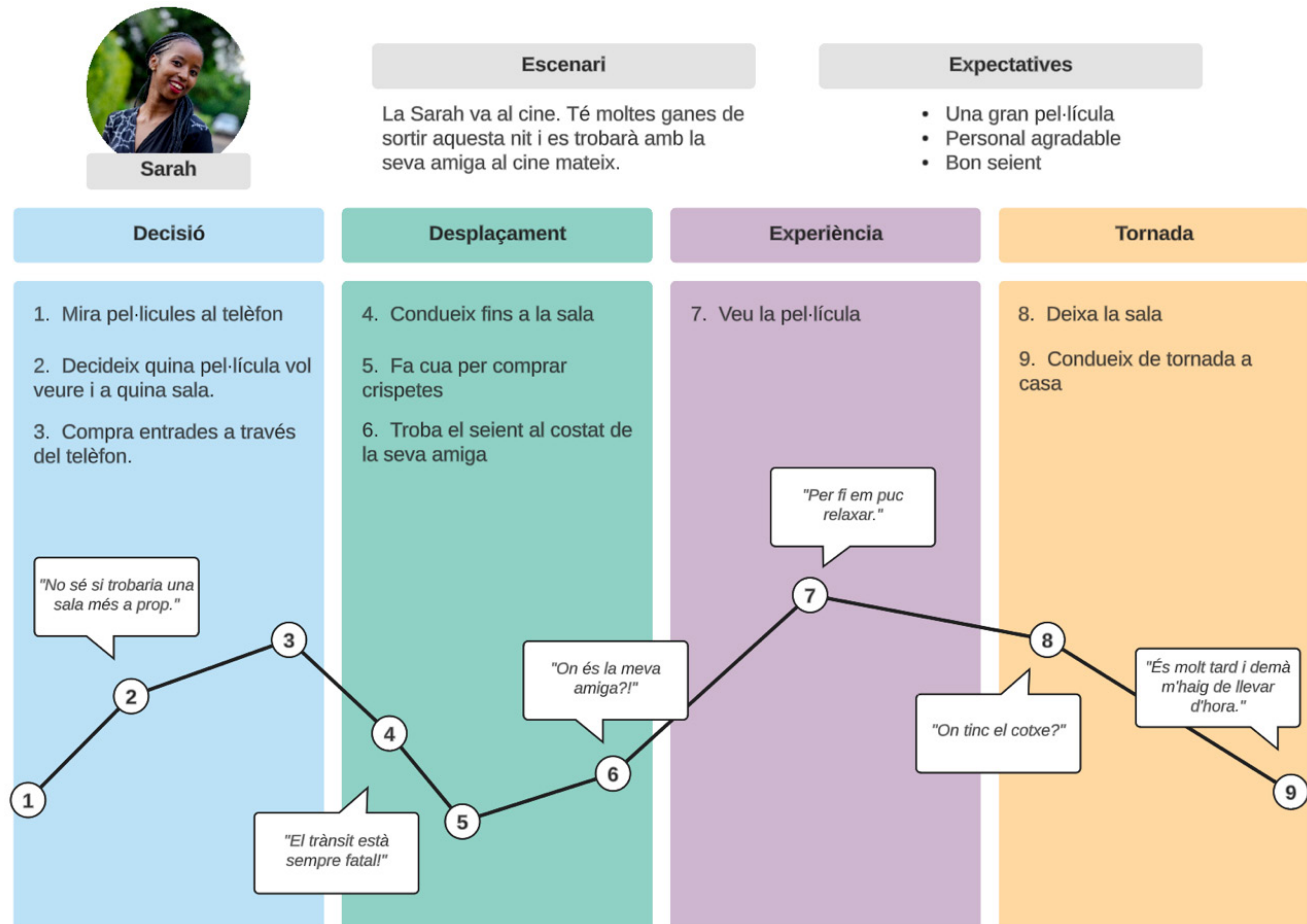 Sarah
Escenari
La Sarah va al cine. Té moltes ganes de
sortir aquesta nit i es trobarà amb la
seva amiga al cine mateix.
Expectatives
• Una gran pel·lícula
• Personal agradable
• Bon seient
Decisió
1. Mira pel·licules al telèfon
2. Decideix quina pel·lícula vol
veure i a quina sala.
3. Compra entrades a través
del telèfon.
Desplaçament
4. Condueix fins a la sala
5. Fa cua per comprar
crispetes
6. Troba el seient al costat de
la seva amiga
Experiència
7. Veu la pel·lícula
Tornada
8. Deixa la sala
9. Condueix de tornada a
casa
"No sé si trobaria una
sala més a prop."
"El trànsit està
sempre fatal!"
"On és la meva
amiga?!"
"Per fi em puc
relaxar."
"On tinc el cotxe?"
"És molt tard i demà
m'haig de llevar
d'hora."
1
2
3
4
5
6
7
8
9